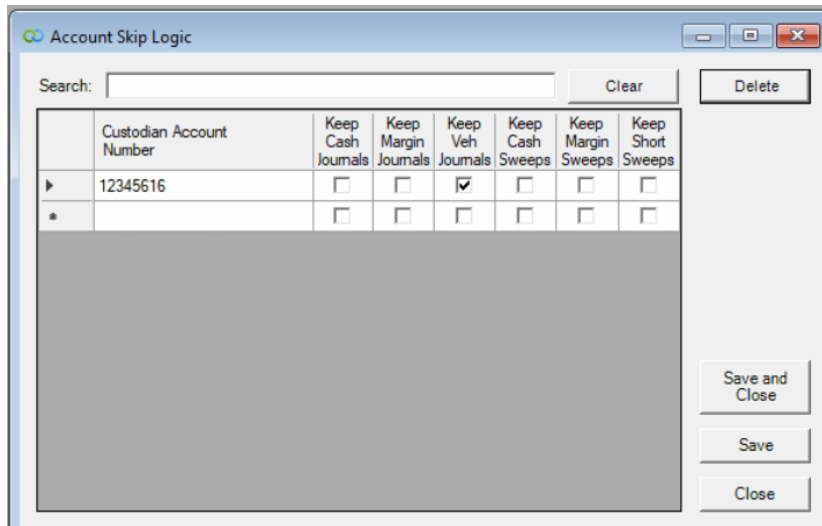 Account Skip Logic
Search:
Clear
Delete
Custodian Account
Number
Keep
Cash
Journals
Keep
Margin
Journals
Keep
Veh
Journals
Keep
Cash
Sweeps
Keep
Margin
Sweeps
Keep
Short
Sweeps
12345616
Save and
Close
Save
Close